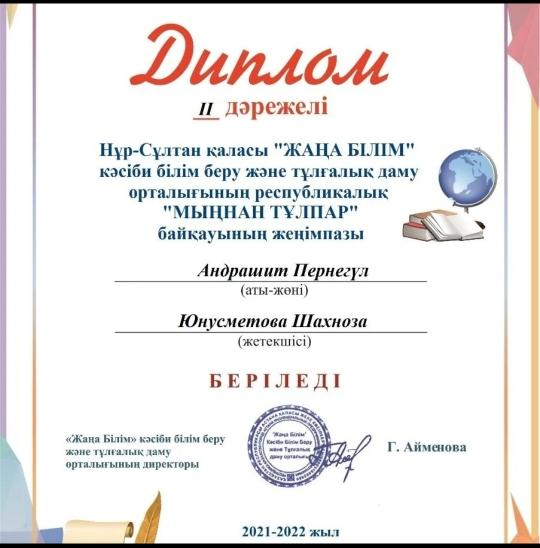 Диплом
II дәрежелі
Нұр-Сұлтан қаласы "ЖАҢА БІЛІМ"
кәсіби білім беру және тұлғалық даму
орталығының республикалық
"МЫҢНАН ТҰЛПАР"
байқауының жеңімпазы
Андрашит Пернегүл
(аты-жөні)
Юнусметова Шахноза
(жетекшісі)
БЕРІЛЕДІ
«Жаңа Білім» кәсіби білім беру
және тұлғалық даму
орталығының директоры
"Жаңа Білім"
Кәсіби Білім Беру
және Тұлғалық
даму орталығы
Г. Айменова
2021-2022 жыл